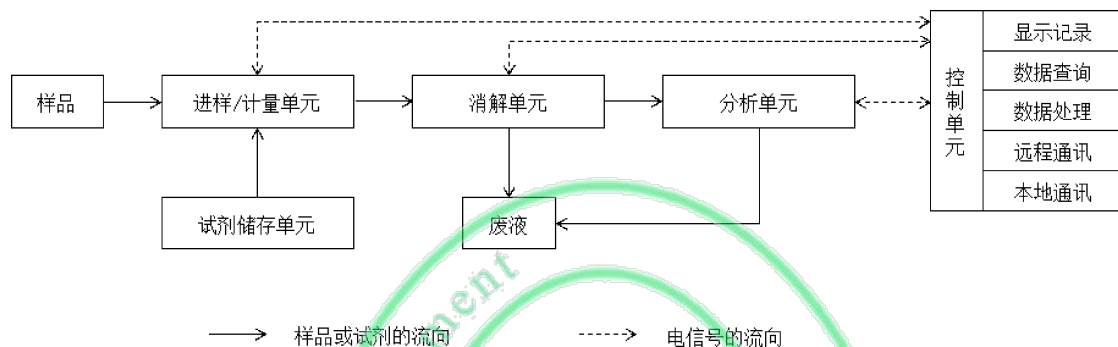 显示记录
数据查询
数据处理
远程通讯
本地通讯
控制单元
样品
进样/计量单元
消解单元
分析单元
试剂储存单元
废液
ment
样品或试剂的流向
电信号的流向